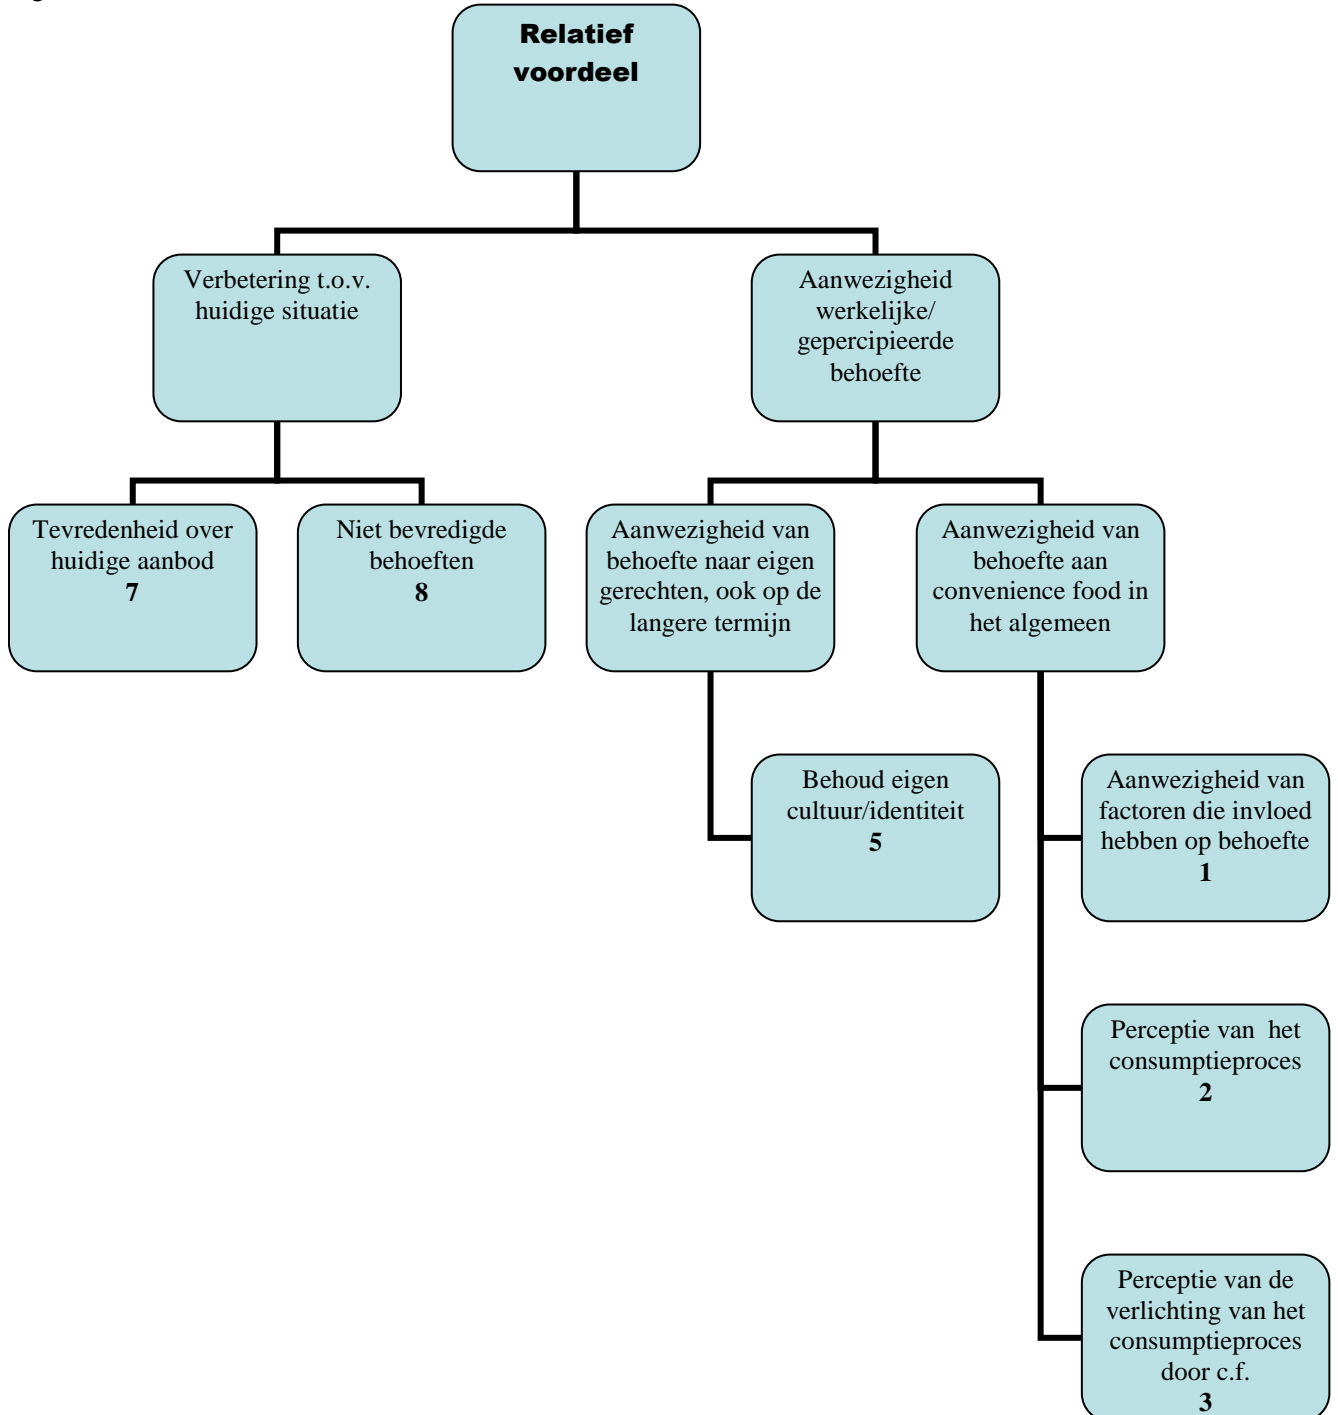 Relatief
voordeel
Verbetering t.o.v.
huidige situatie
Aanwezigheid
werkelijke/
gepercipieerde
behoefte
Tevredenheid over
huidige aanbod
7
Niet bevredigde
behoeften
8
Aanwezigheid van
behoefte naar eigen
gerechten, ook op de
langere termijn
Aanwezigheid van
behoefte aan
convenience food in
het algemeen
Behoud eigen
cultuur/identiteit
5
Aanwezigheid van
factoren die invloed
hebben op behoefte
1
Perceptie van  het
consumptieproces
2
Perceptie van de
verlichting van het
consumptieproces
door c.f.
3